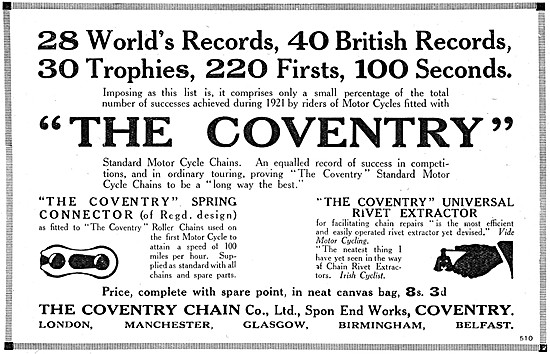 28 World's Records, 40 British Records,
30 Trophies, 220 Firsts, 100 Seconds.
Imposing as this list is, it comprises only a small percentage of the total
number of successes achieved during 1921 by riders of Motor Cycles fitted with
"THE COVENTRY"
Standard Motor Cycle Chains. An equalled record of success in competi-
tions, and in ordinary touring, proving "The Coventry" Standard Motor
Cycle Chains to be a "long way the best."
"THE COVENTRY" SPRING
CONNECTOR (of Regd. design)
as fitted to "The Coventry" Roller Chains used on
the first Motor Cycle to
attain a speed of 100
miles per hour. Sup-
plied as standard with all
chains and spare parts.
"THE COVENTRY" UNIVERSAL
RIVET EXTRACTOR
for facilitating chain repairs "is the most efficient
and easily operated rivet extractor yet devised." Vide
Motor Cycling.
"The neatest thing I
have yet seen in the way
of Chain Rivet Extrac-
tors. Irish Cyclist.
Price, complete with spare point, in neat canvas bag, 8s. 3d
THE COVENTRY CHAIN Co., Ltd., Spon End Works, COVENTRY.
LONDON, MANCHESTER, GLASGOW, BIRMINGHAM, BELFAST.
510